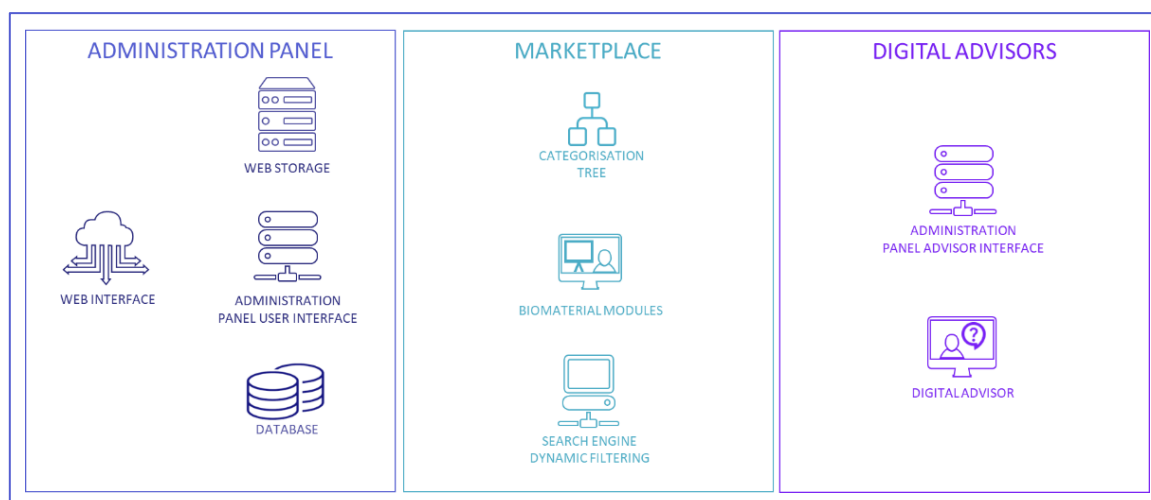 ADMINISTRATION PANEL
WEB STORAGE
WEB INTERFACE
ADMINISTRATION
PANEL USER INTERFACE
DATABASE
MARKETPLACE
CATEGORISATION
TREE
BIOMATERIAL MODULES
SEARCH ENGINE
DYNAMIC FILTERING
DIGITAL ADVISORS
ADMINISTRATION
PANEL ADVISOR INTERFACE
?
DIGITAL ADVISOR